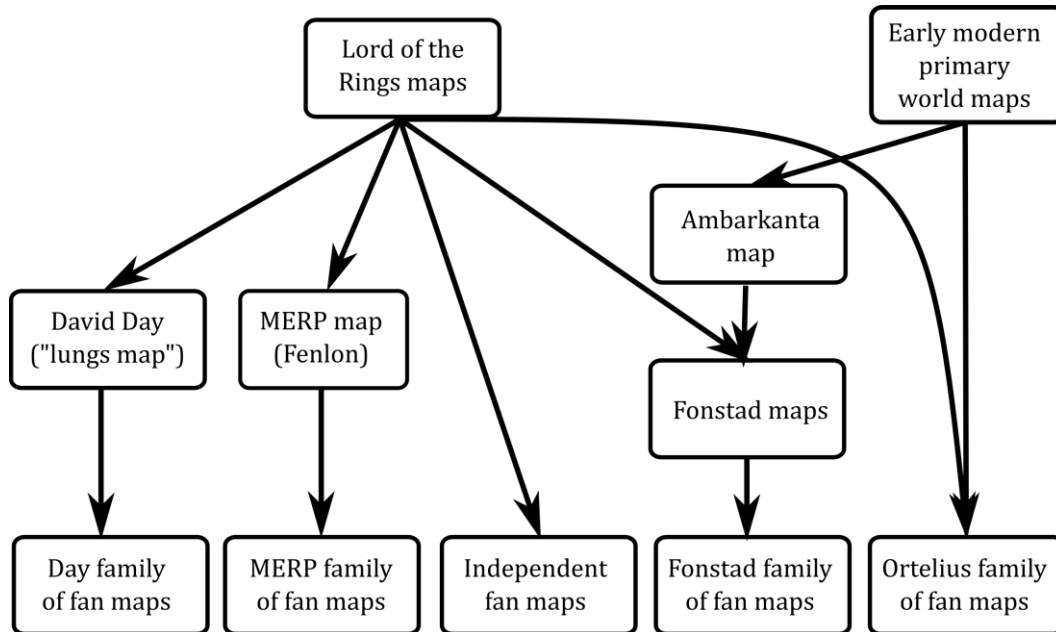 Lord of the
Rings maps
Early modern
primary
world maps
Ambarkanta
map
David Day
("lungs map")
MERP map
(Fenlon)
Fonstad maps
Day family
of fan maps
MERP family
of fan maps
Independent
fan maps
Fonstad family
of fan maps
Ortelius family
of fan maps